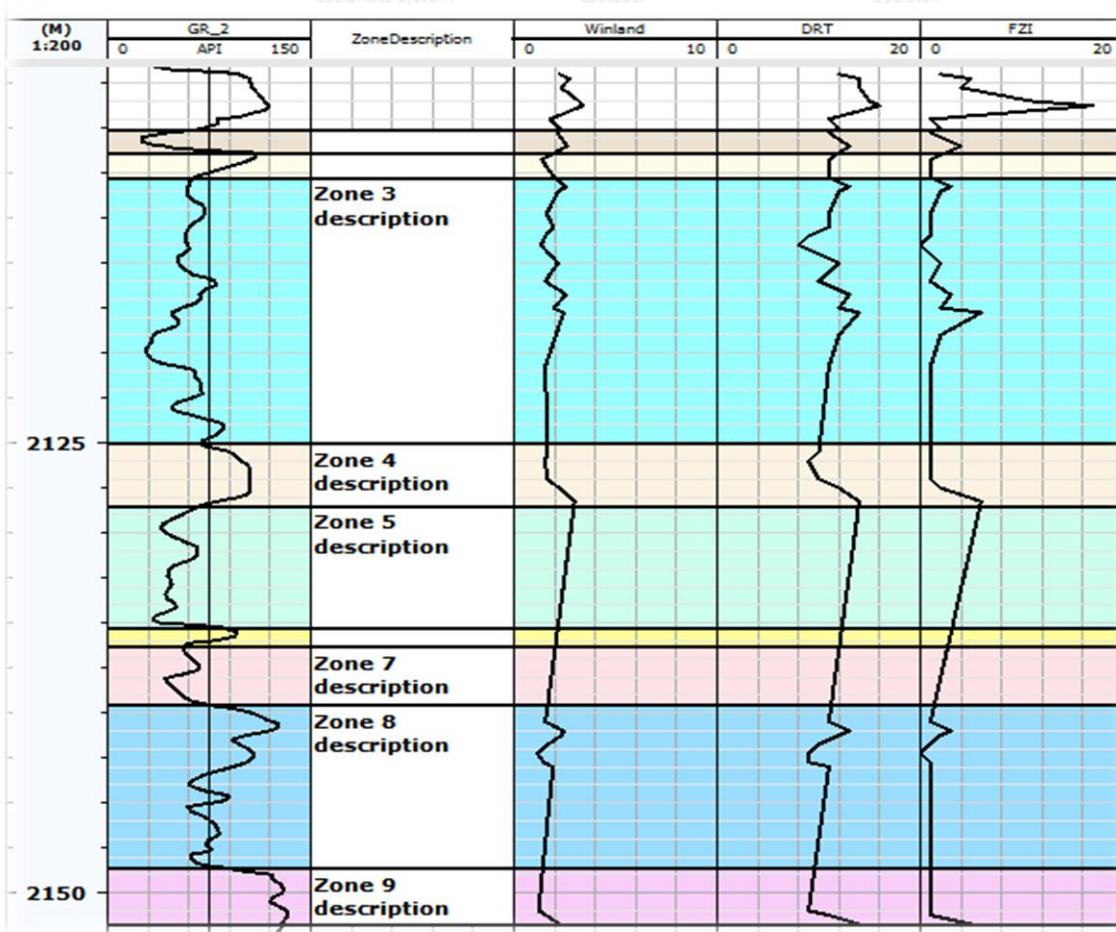 (M)
1:200
GR_2
0 API 150
ZoneDescription
Winland
0 10
DRT
0 20
FZI
0 20
Zone 3
description
2125
Zone 4
description
Zone 5
description
Zone 7
description
Zone 8
description
2150
Zone 9
description